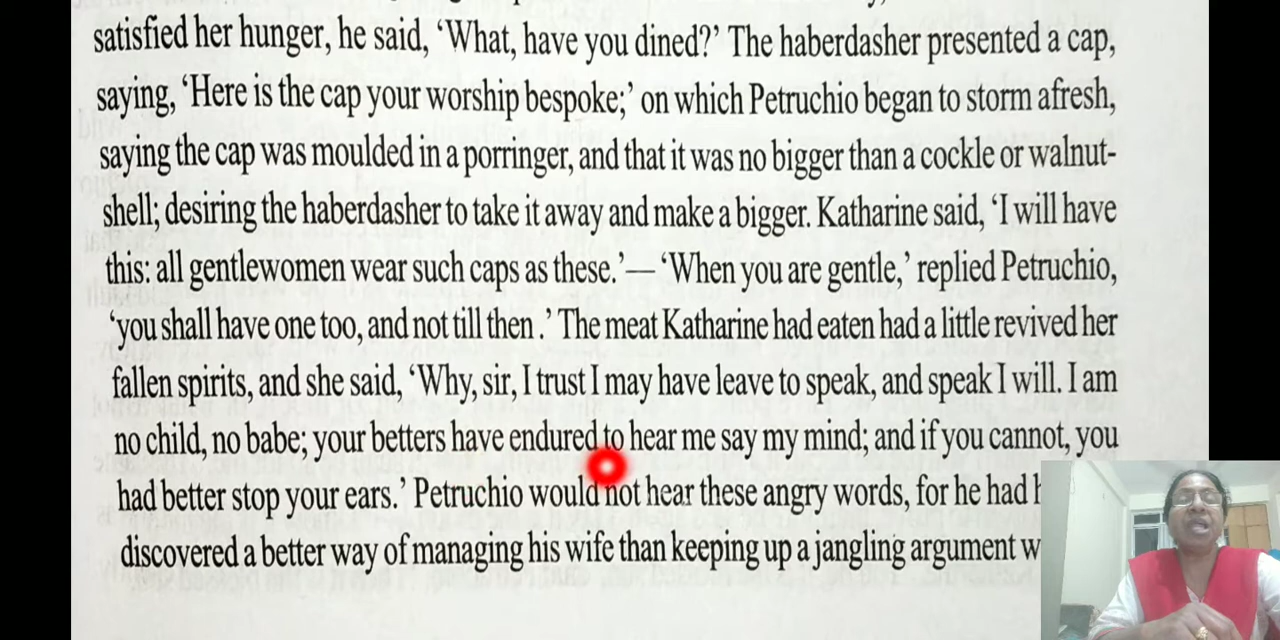 satisfied her hunger, he said, ‘What, have you dined?’ The haberdasher presented a cap,
saying, ‘Here is the cap your worship bespoke;’ on which Petruchio began to storm afresh,
saying the cap was moulded in a porringer, and that it was no bigger than a cockle or walnut-
shell; desiring the haberdasher to take it away and make a bigger. Katharine said, ‘I will have
this: all gentlewomen wear such caps as these.’— ‘When you are gentle,’ replied Petruchio,
‘you shall have one too, and not till then .’ The meat Katharine had eaten had a little revived her
fallen spirits, and she said, ‘Why, sir, I trust I may have leave to speak, and speak I will. I am
no child, no babe; your betters have endured to hear me say my mind; and if you cannot, you
had better stop your ears.’ Petruchio would not hear these angry words, for he had
discovered a better way of managing his wife than keeping up a jangling argument